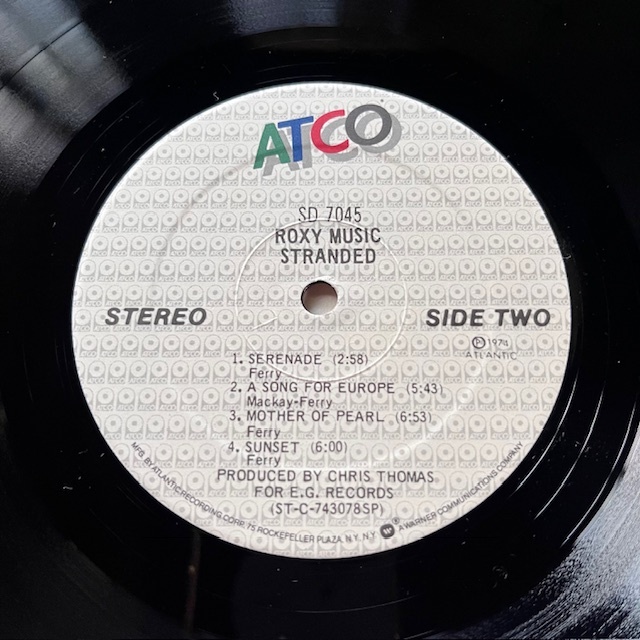 ATCO
SD 7045
ROXY MUSIC
STRANDED
STEREO
SIDE TWO
℗ 1974
ATLANTIC
1. SERENADE (2:58)
Ferry
2. A SONG FOR EUROPE (5:43)
Mackay-Ferry
3. MOTHER OF PEARL (6:53)
Ferry
4. SUNSET (6:00)
Ferry
PRODUCED BY CHRIS THOMAS
FOR E.G. RECORDS
(ST-C-743078SP)
MFG. BY ATLANTIC RECORDING CORP., 75 ROCKEFELLER PLAZA, N.Y. N.Y. W ® A WARNER COMMUNICATIONS COMPANY